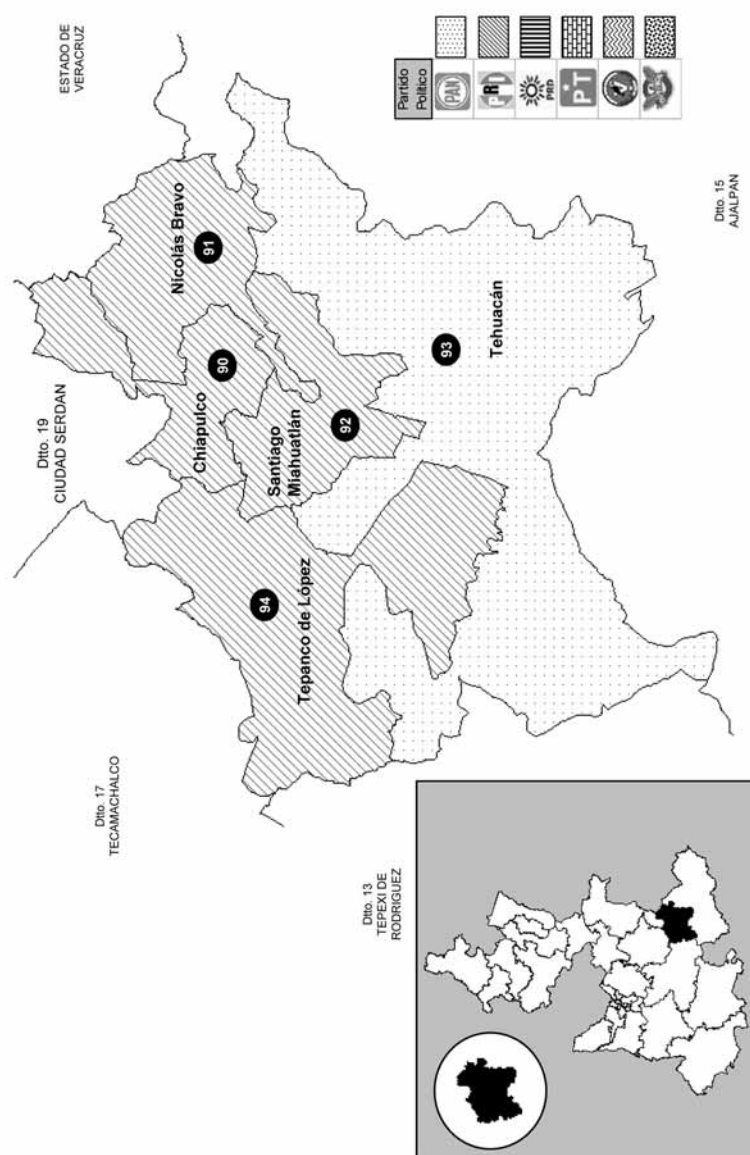 Dtto. 17
TECAMACHALCO
Dtto. 19
CIUDAD SERDAN
ESTADO DE
VERACRUZ
Nicolás Bravo
91
Chiapulco
90
Santiago
Miahuatlán
92
Tepanco de López
94
Tehuacán
93
Dtto. 13
TEPEXI DE
RODRIGUEZ
Dtto. 15
AJALPAN
Partido
Político
PAN
PRI
PRD
PT